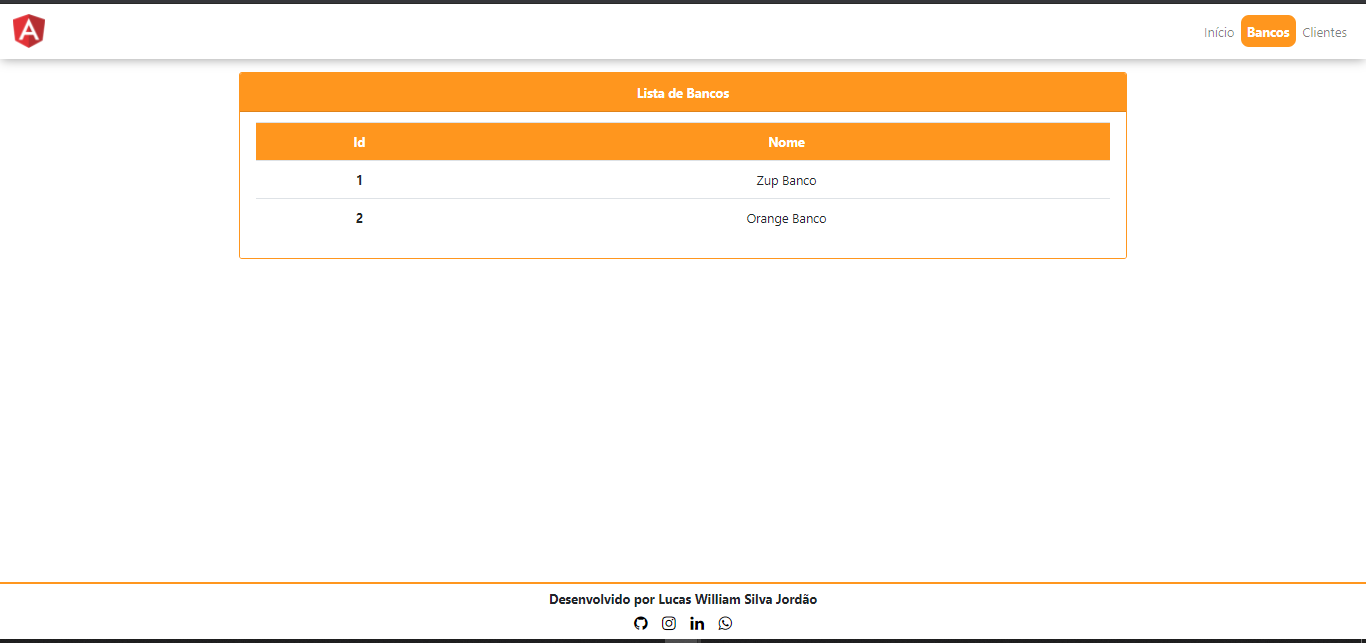 Início Bancos Clientes
Lista de Bancos
Id Nome
1 Zup Banco
2 Orange Banco
Desenvolvido por Lucas William Silva Jordão